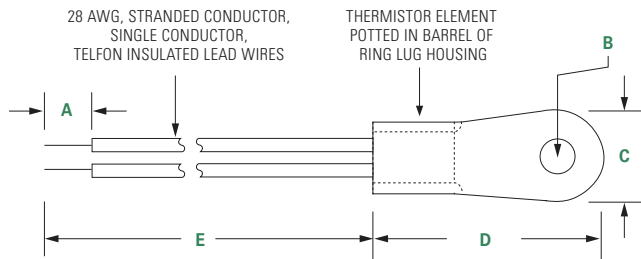 28 AWG, STRANDED CONDUCTOR,
SINGLE CONDUCTOR,
TELFON INSULATED LEAD WIRES
THERMISTOR ELEMENT
POTTED IN BARREL OF
RING LUG HOUSING
B
A
C
E
D